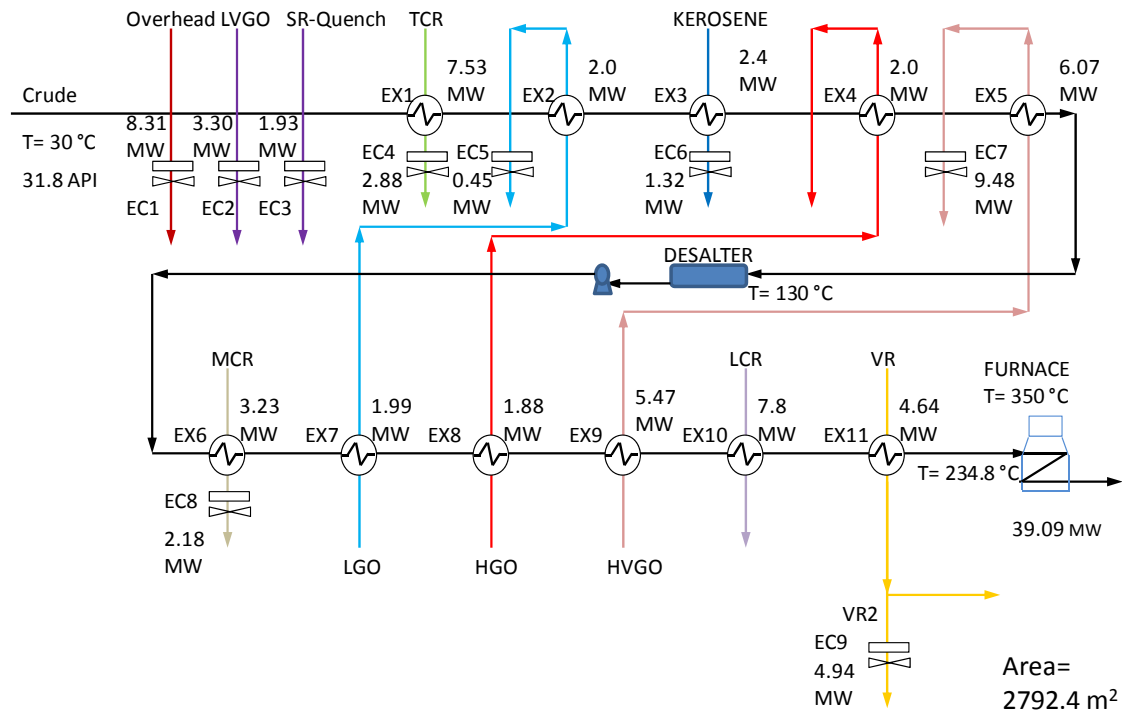 Overhead LVGO SR-Quench TCR KEROSENE
7.53
MW
2.0
MW
2.4
MW
2.0
MW
6.07
MW
Crude
EX1 EX2 EX3 EX4 EX5
T= 30 °C
31.8 API
8.31
MW
3.30
MW
1.93
MW
EC1 EC2 EC3
EC4
2.88
MW
EC5
0.45
MW
EC6
1.32
MW
EC7
9.48
MW
DESALTER
T= 130 °C
MCR LCR VR
FURNACE
T= 350 °C
3.23
MW
1.99
MW
1.88
MW
5.47
MW
7.8
MW
4.64
MW
EX6 EX7 EX8 EX9 EX10 EX11
T= 234.8 °C
EC8
2.18
MW
39.09 MW
LGO HGO HVGO
VR2
EC9
4.94
MW
Area=
2792.4 m²